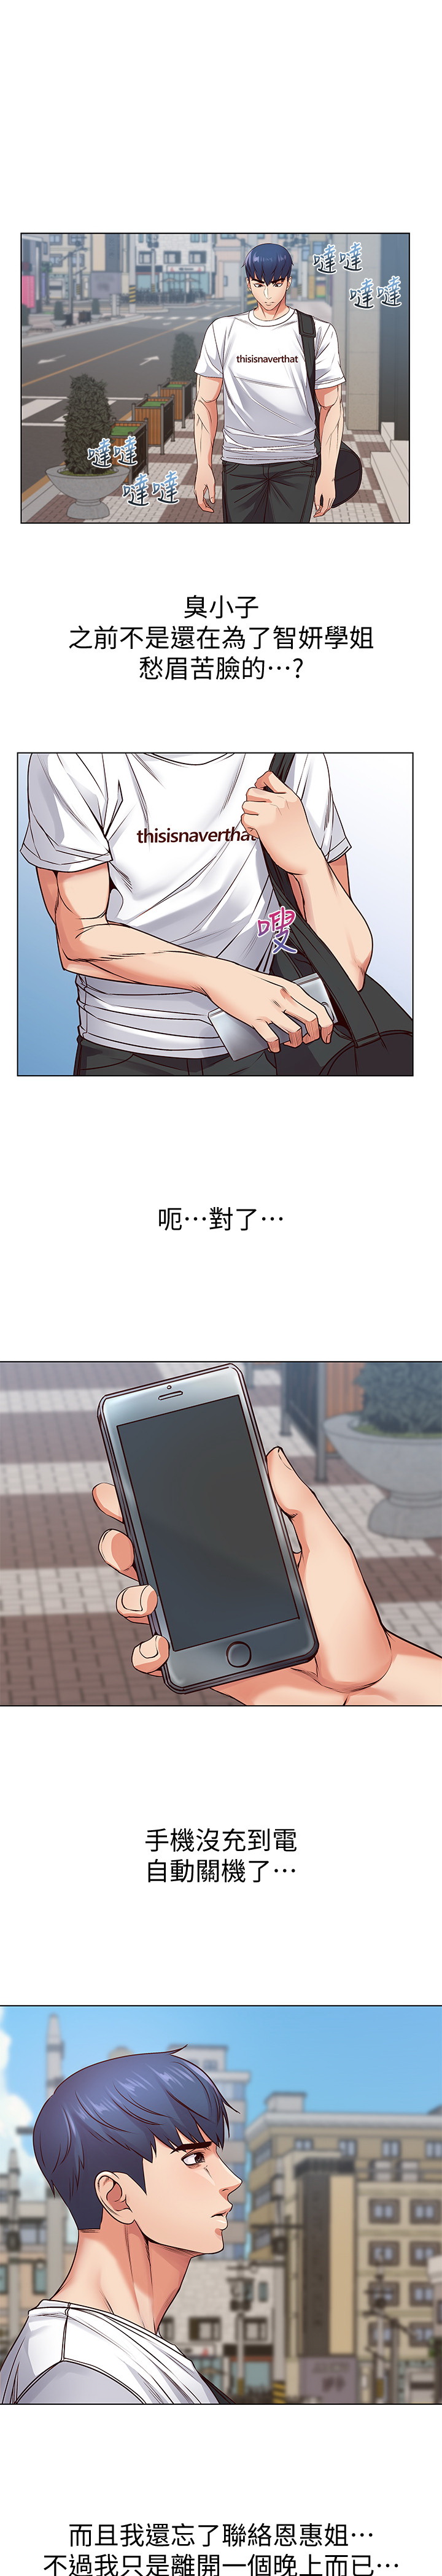 噠噠
噠噠
thisisnaverthat
噠噠
噠噠
臭小子
之前不是還在為了智妍學姐
愁眉苦臉的…?
thisisnaverthat
嗖
呃…對了…
手機沒充到電
自動關機了…
而且我還忘了聯絡恩惠姐…
不過我只是離開一個晚上而已…